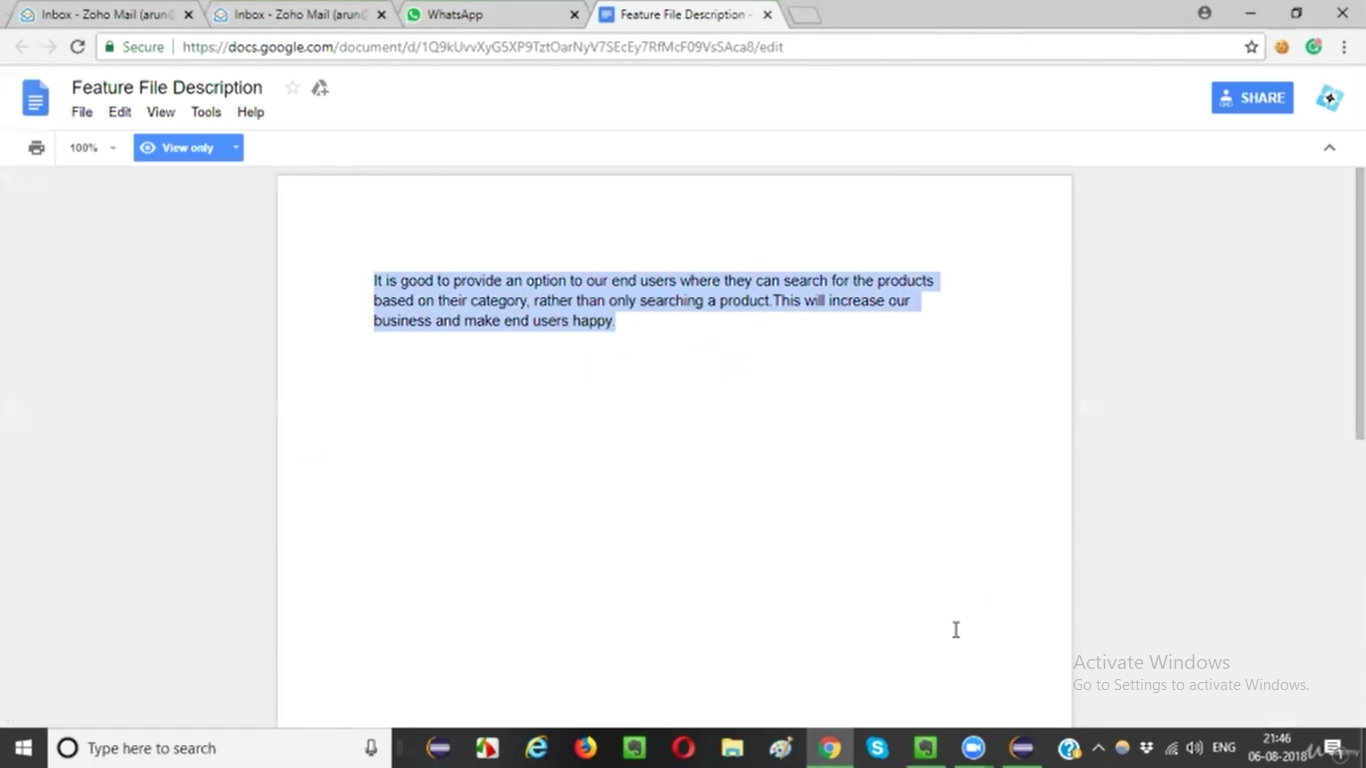 Inbox - Zoho Mail (arun@
Inbox - Zoho Mail (arun@
WhatsApp
Feature File Description -
Secure
https://docs.google.com/document/d/1Q9kUvvXyG5XP9TztOarNyV7SEcEy7RfMcF09VsSAca8/edit
Feature File Description
File Edit View Tools Help
SHARE
100%
View only
It is good to provide an option to our end users where they can search for the products
based on their category, rather than only searching a product.This will increase our
business and make end users happy.
Activate Windows
Go to Settings to activate Windows.
Type here to search
ENG
21:46
06-08-2018